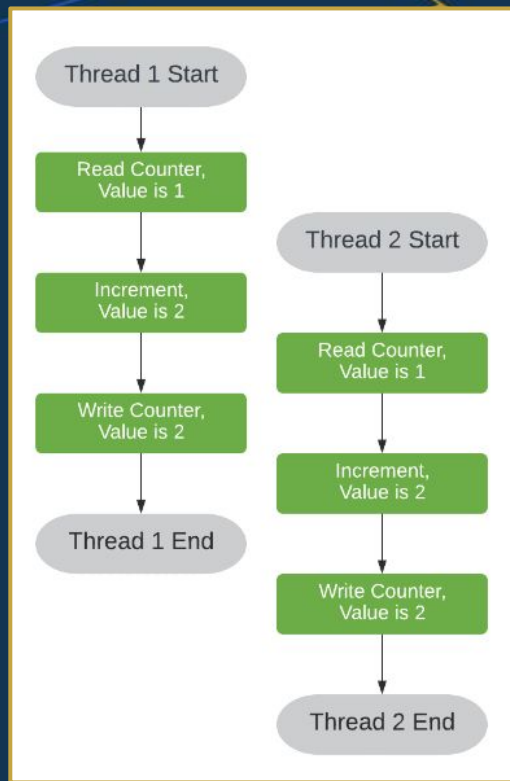 Thread 1 Start
Read Counter,
Value is 1
Increment,
Value is 2
Write Counter,
Value is 2
Thread 1 End
Thread 2 Start
Read Counter,
Value is 1
Increment,
Value is 2
Write Counter,
Value is 2
Thread 2 End